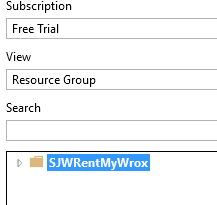 Subscription
Free Trial
View
Resource Group
Search
SJWRentMyWrox